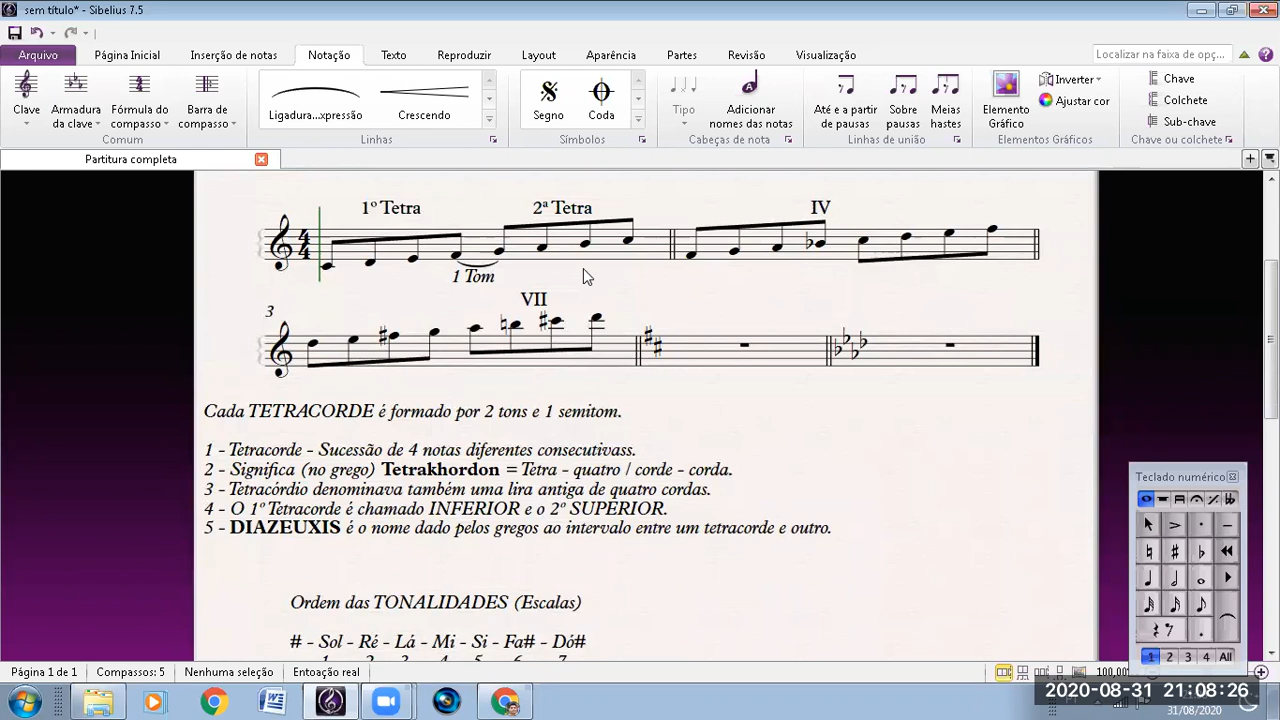 sem título* - Sibelius 7.5
Arquivo Página Inicial Inserção de notas Notação Texto Reproduzir Layout Aparência Partes Revisão Visualização Localizar na faixa de opç...
Clave Armadura da clave Fórmula do compasso Barra de compasso
Ligadura...xpressão Crescendo
Segno Coda
Tipo Adicionar nomes das notas
Até e a partir de pausas Sobre pausas Meias hastes
Elemento Gráfico Inverter Ajustar cor
Chave
Colchete
Sub-chave
Comum Linhas Símbolos Cabeças de nota Linhas de união Elementos Gráficos Chave ou colchete
Partitura completa
1º Tetra 2ª Tetra IV
1 Tom
3 VII
Cada TETRACORDE é formado por 2 tons e 1 semitom.
1 - Tetracorde - Sucessão de 4 notas diferentes consecutivass.
2 - Significa (no grego) Tetrakhordon = Tetra - quatro / corde - corda.
3 - Tetracórdio denominava também uma lira antiga de quatro cordas.
4 - O 1º Tetracorde é chamado INFERIOR e o 2º SUPERIOR.
5 - DIAZEUXIS é o nome dado pelos gregos ao intervalo entre um tetracorde e outro.
Ordem das TONALIDADES (Escalas)
# - Sol - Ré - Lá - Mi - Si - Fa# - Dó#
1 2 3 4 5 6 7
Teclado numérico
1 2 3 4 All
Página 1 de 1 Compassos: 5 Nenhuma seleção Entoação real 100,00%
2020-08-31 21:08:26
31/08/2020